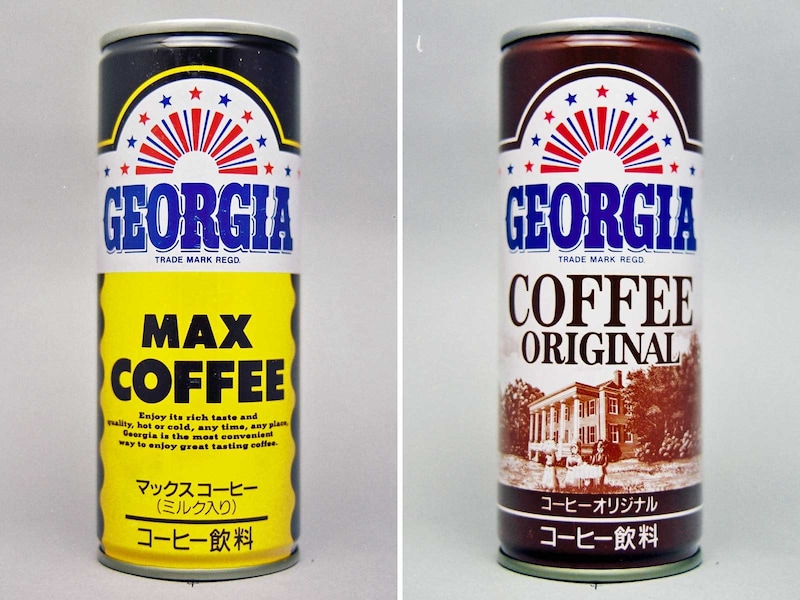 GEORGIA
TRADE MARK REGD.
MAX
COFFEE
Enjoy its rich taste and
quality, hot or cold, any time, any place,
Georgia is the most convenient
way to enjoy great tasting coffee.
マックスコーヒー
(ミルク入り)
コーヒー飲料
GEORGIA
TRADE MARK REGD.
COFFEE
ORIGINAL
コーヒーオリジナル
コーヒー飲料